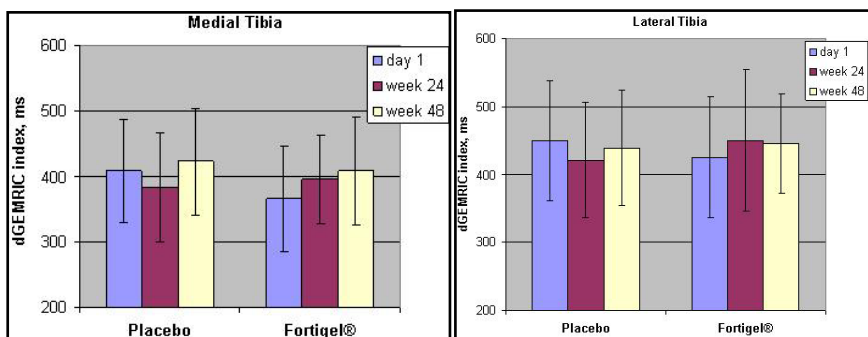 Medial Tibia
600
500
400
300
200
dGEMRIC index, ms
day 1
week 24
week 48
Placebo
Fortigel®
Lateral Tibia
600
500
400
300
200
dGEMRIC index, ms
day 1
week 24
week 48
Placebo
Fortigel®